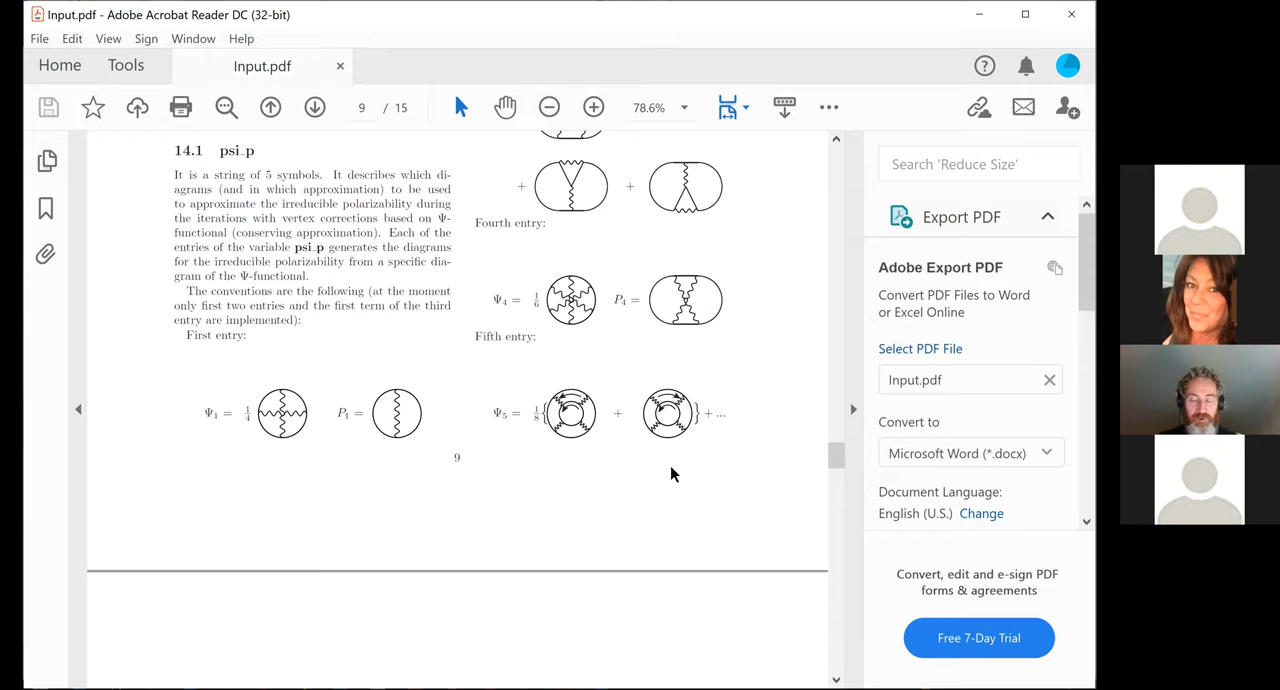 Input.pdf - Adobe Acrobat Reader DC (32-bit)
File Edit View Sign Window Help
Home Tools Input.pdf
9 / 15 78.6%
14.1 psi_p
It is a string of 5 symbols. It describes which di-
agrams (and in which approximation) to be used
to approximate the irreducible polarizability during
the iterations with vertex corrections based on Ψ-
functional (conserving approximation). Each of the
entries of the variable psi_p generates the diagrams
for the irreducible polarizability from a specific dia-
gram of the Ψ-functional.
The conventions are the following (at the moment
only first two entries and the first term of the third
entry are implemented):
First entry:
Ψ₁ = 1/4 P₁ =
+ +
Fourth entry:
Ψ₄ = 1/6 P₄ =
Fifth entry:
Ψ₅ = 1/8 { + } + ...
9
Search 'Reduce Size'
Export PDF
Adobe Export PDF
Convert PDF Files to Word
or Excel Online
Select PDF File
Input.pdf
Convert to
Microsoft Word (*.docx)
Document Language:
English (U.S.) Change
Convert, edit and e-sign PDF
forms & agreements
Free 7-Day Trial